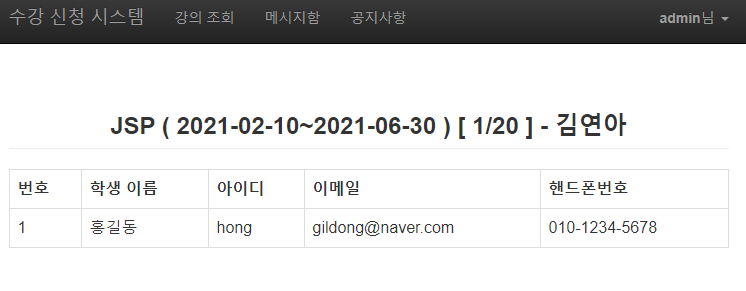 수강 신청 시스템 강의 조회 메시지함 공지사항 admin님
JSP ( 2021-02-10~2021-06-30 ) [ 1/20 ] - 김연아
번호 학생 이름 아이디 이메일 핸드폰번호
1 홍길동 hong gildong@naver.com 010-1234-5678